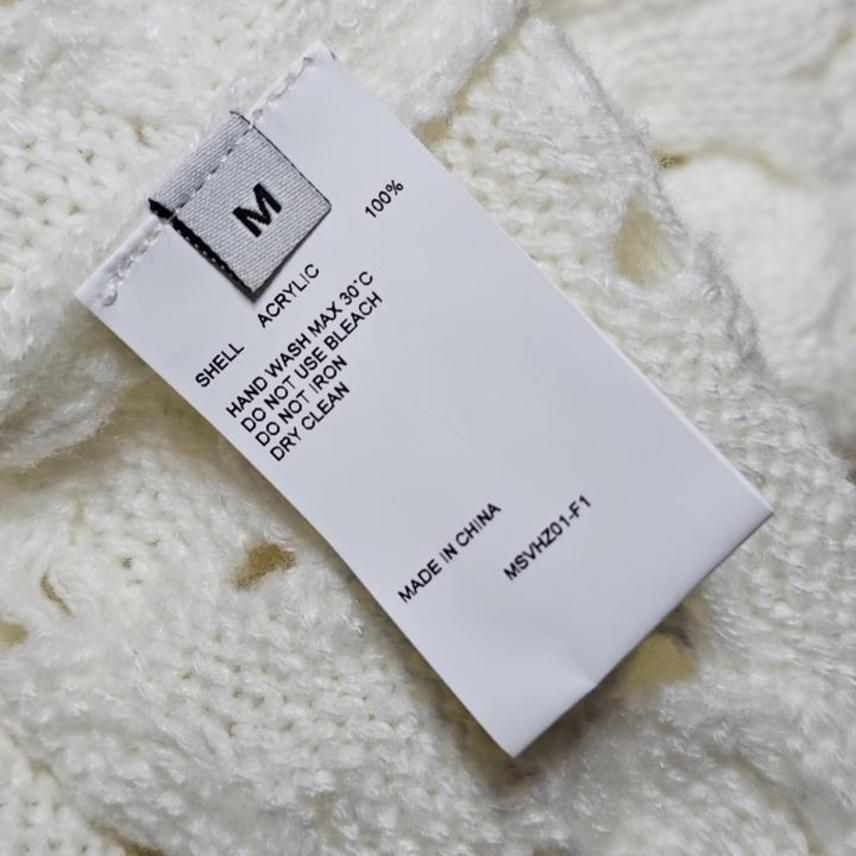 M
SHELL ACRYLIC 100%
HAND WASH MAX 30°C
DO NOT USE BLEACH
DO NOT IRON
DRY CLEAN
MADE IN CHINA
MSVHZ01-F1